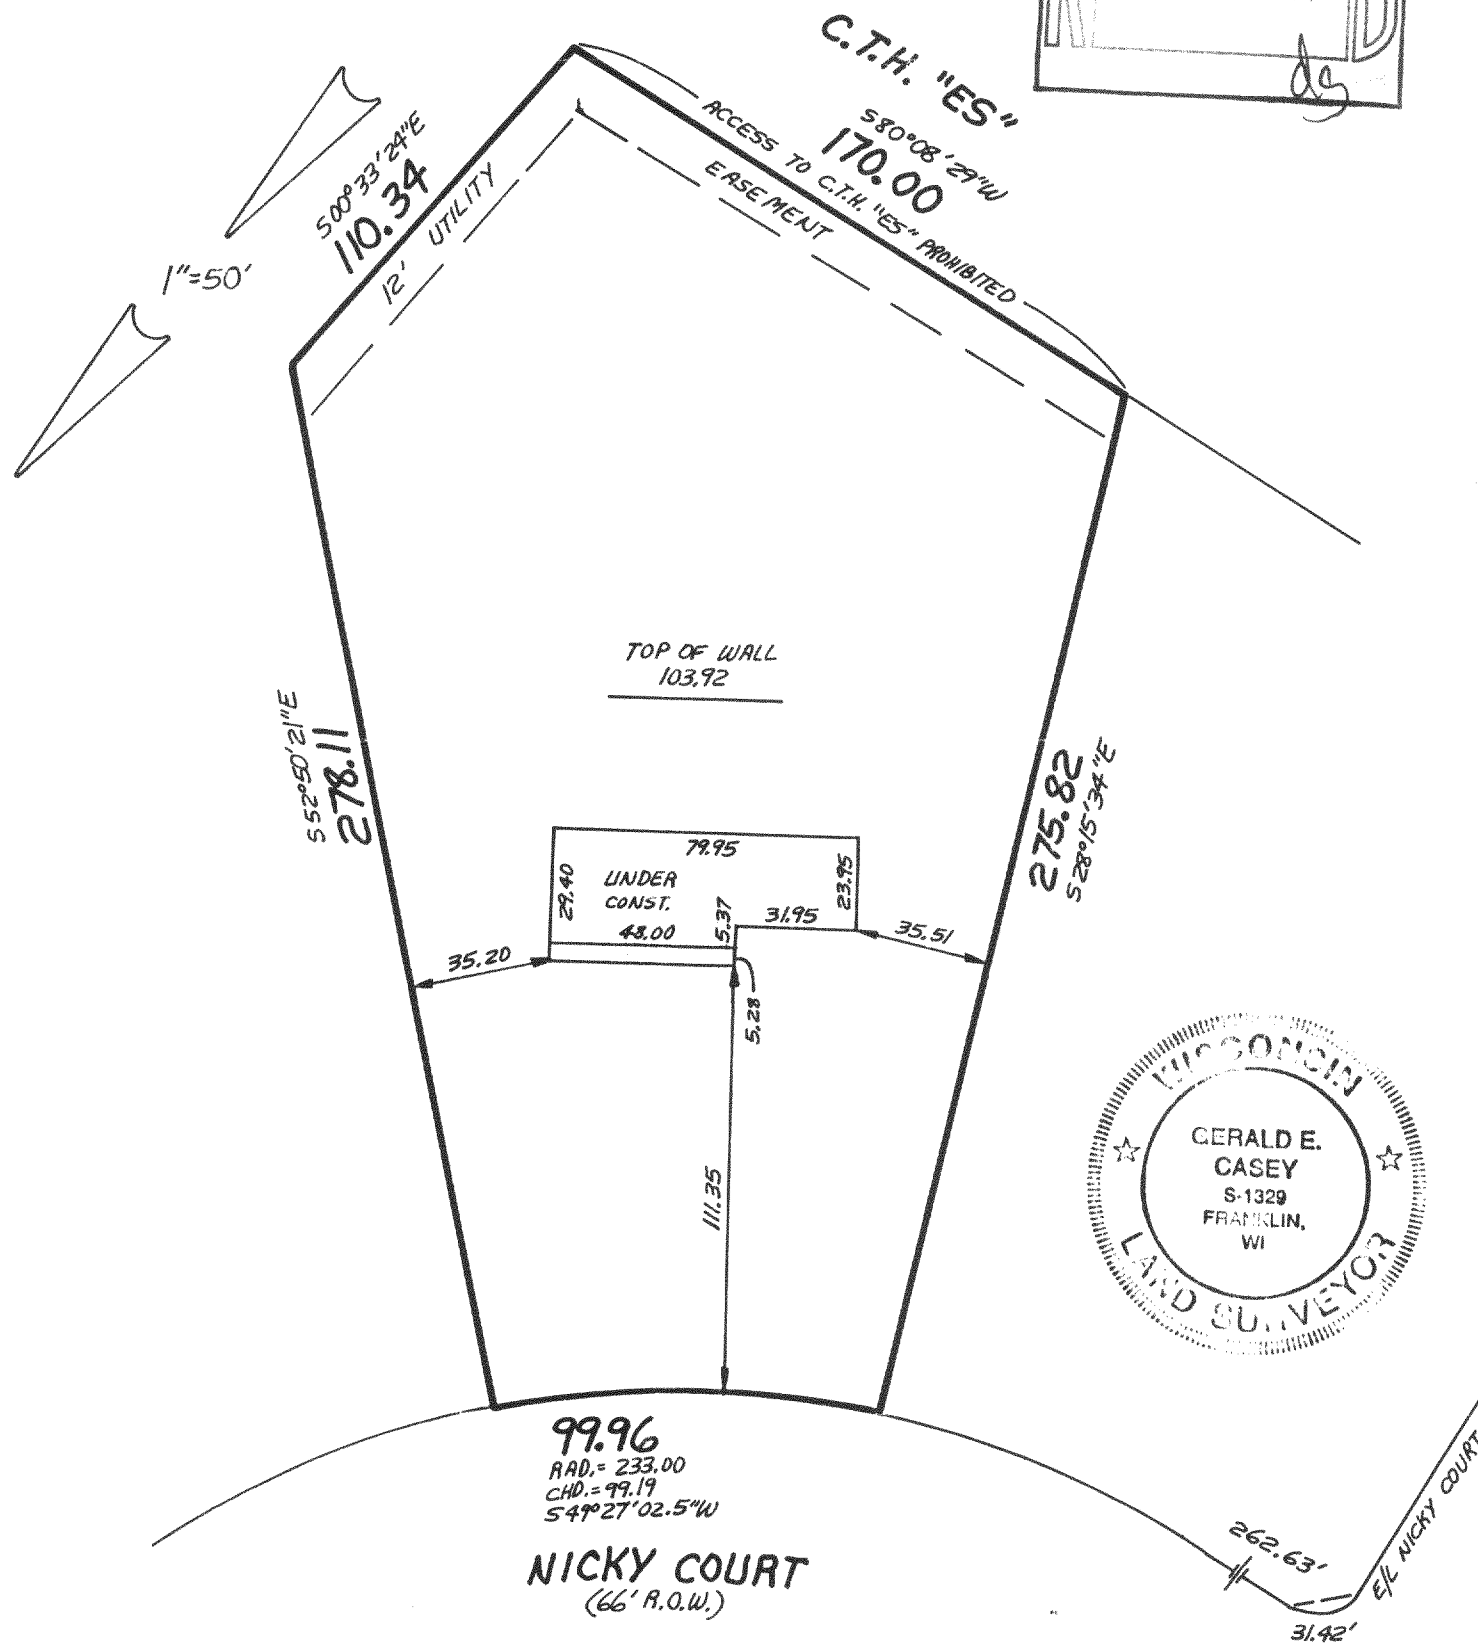 C.T.H. "ES"
ds
S80°08'29"W
170.00
ACCESS TO C.T.H. "ES" PROHIBITED
EASEMENT
S00°33'24"E
110.34
12' UTILITY
1"=50'
TOP OF WALL
103.92
S52°50'21"E
278.11
275.82
S28°15'34"E
79.95
29.40
UNDER
CONST.
48.00
5.37
31.95
23.95
35.20
35.51
5.28
111.35
WISCONSIN
GERALD E.
CASEY
S-1329
FRANKLIN,
WI
LAND SURVEYOR
99.96
RAD.= 233.00
CHD.= 99.19
S49°27'02.5"W
NICKY COURT
(66' R.O.W.)
262.63'
E/L NICKY COURT
31.42'